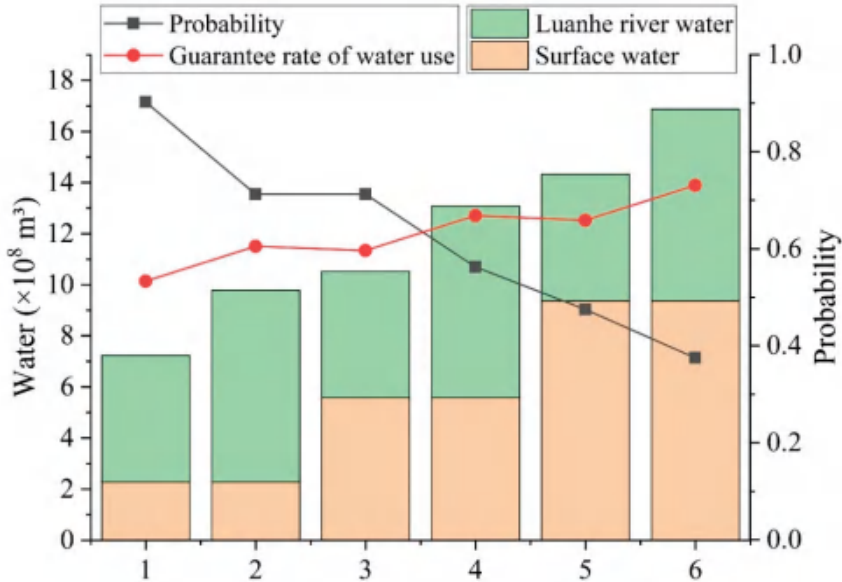 Probability
Guarantee rate of water use
Luanhe river water
Surface water
Water (×10⁸ m³)
18
16
14
12
10
8
6
4
2
0
1 2 3 4 5 6
1.0
0.8
0.6
0.4
0.2
0.0
Probability